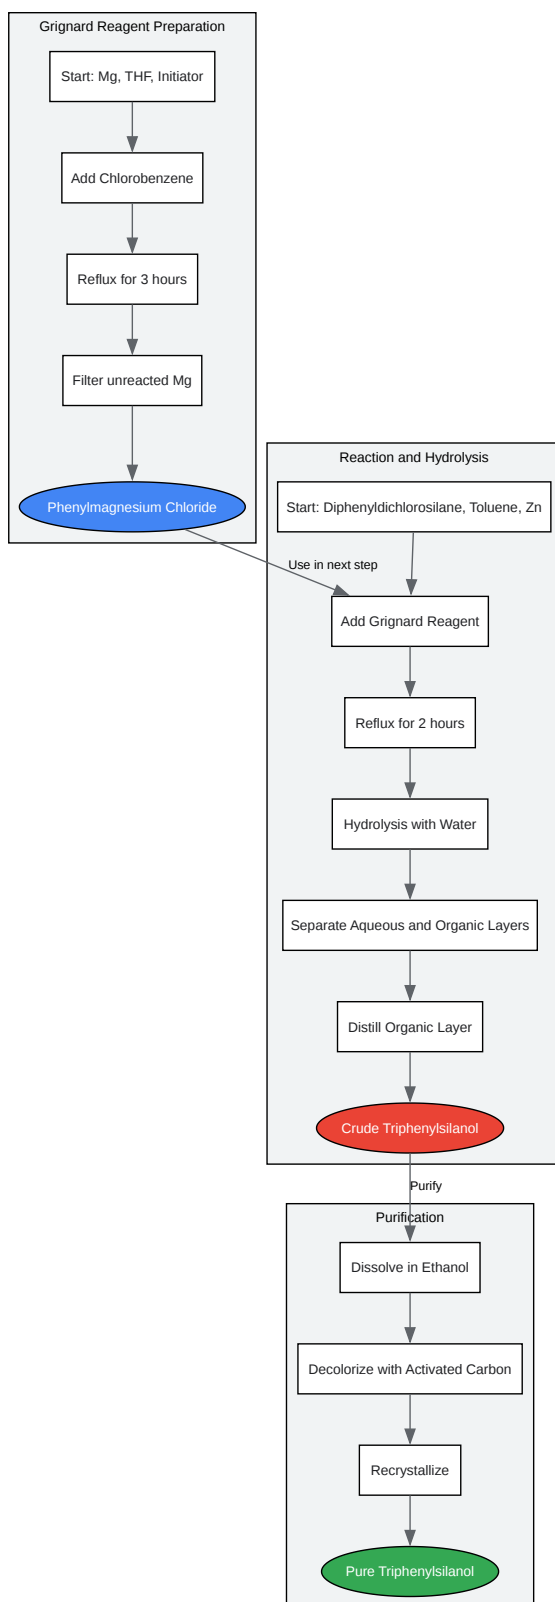 Grignard Reagent Preparation
Start: Mg, THF, Initiator
Add Chlorobenzene
Reflux for 3 hours
Filter unreacted Mg
Phenylmagnesium Chloride
Reaction and Hydrolysis
Start: Diphenyldichlorosilane, Toluene, Zn
Use in next step
Add Grignard Reagent
Reflux for 2 hours
Hydrolysis with Water
Separate Aqueous and Organic Layers
Distill Organic Layer
Crude Triphenylsilanol
Purify
Purification
Dissolve in Ethanol
Decolorize with Activated Carbon
Recrystallize
Pure Triphenylsilanol